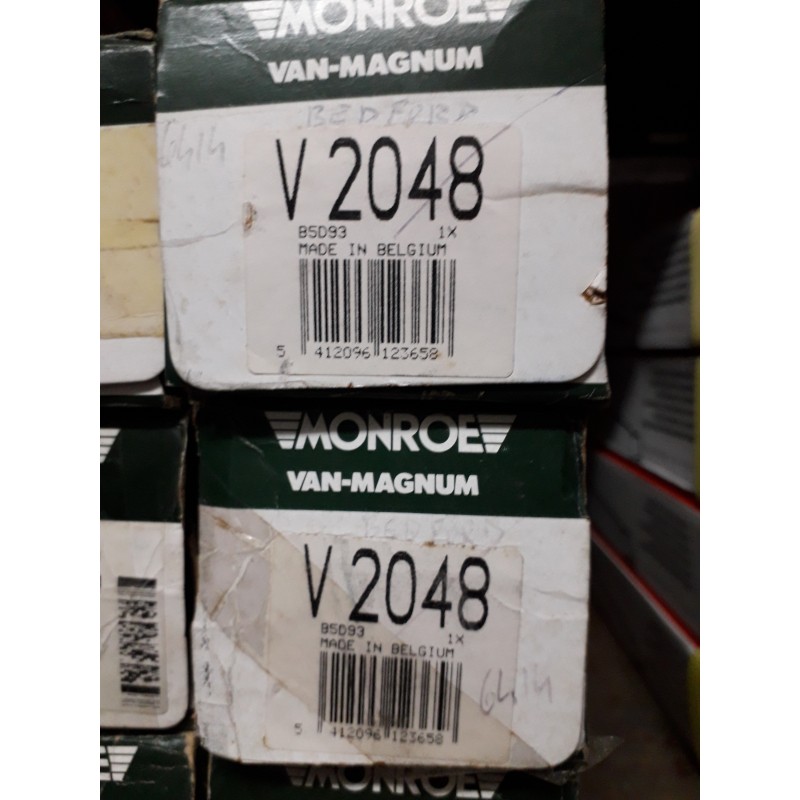 MONROE
VAN-MAGNUM
BEDFORD
6414
V 2048
B5D93 1X
MADE IN BELGIUM
5 412096 123658
MONROE
VAN-MAGNUM
BEDFORD
V 2048
B5D93 1X
MADE IN BELGIUM
6414
5 412096 123658
MONROE